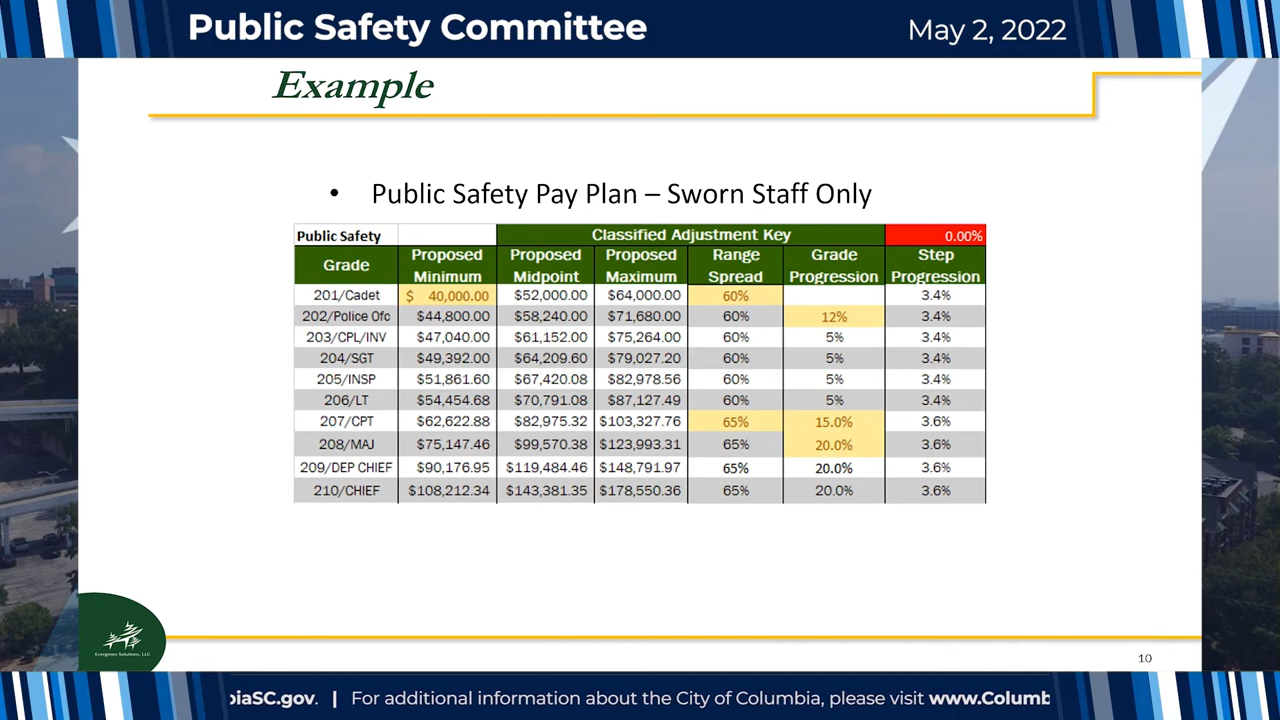 Public Safety Committee May 2, 2022
Example
• Public Safety Pay Plan – Sworn Staff Only
Public Safety Classified Adjustment Key 0.00%
Grade Proposed Minimum Proposed Midpoint Proposed Maximum Range Spread Grade Progression Step Progression
201/Cadet $ 40,000.00 $52,000.00 $64,000.00 60% 3.4%
202/Police Ofc $44,800.00 $58,240.00 $71,680.00 60% 12% 3.4%
203/CPL/INV $47,040.00 $61,152.00 $75,264.00 60% 5% 3.4%
204/SGT $49,392.00 $64,209.60 $79,027.20 60% 5% 3.4%
205/INSP $51,861.60 $67,420.08 $82,978.56 60% 5% 3.4%
206/LT $54,454.68 $70,791.08 $87,127.49 60% 5% 3.4%
207/CPT $62,622.88 $82,975.32 $103,327.76 65% 15.0% 3.6%
208/MAJ $75,147.46 $99,570.38 $123,993.31 65% 20.0% 3.6%
209/DEP CHIEF $90,176.95 $119,484.46 $148,791.97 65% 20.0% 3.6%
210/CHIEF $108,212.34 $143,381.35 $178,550.36 65% 20.0% 3.6%
Evergreen Solutions, LLC
10
biaSC.gov. | For additional information about the City of Columbia, please visit www.Columb